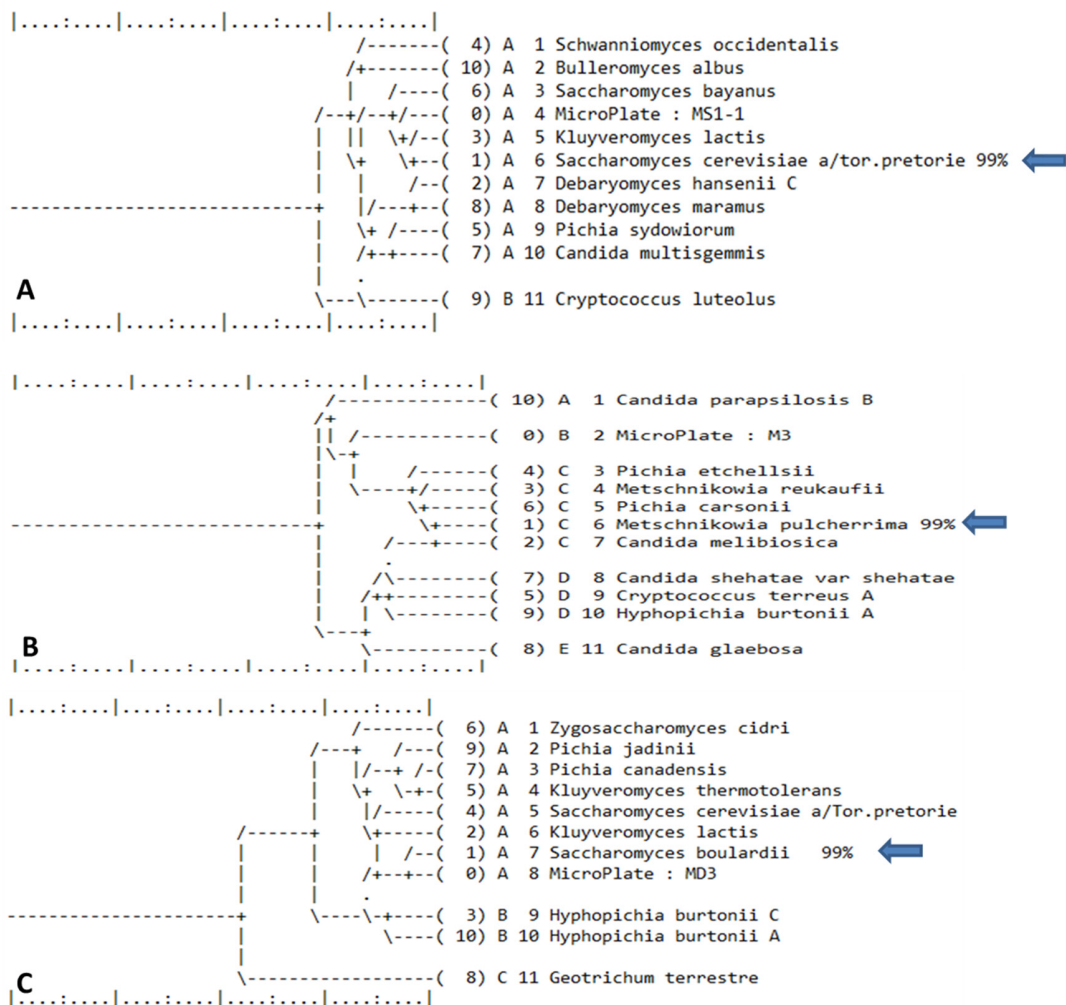 |....:....|....:....|....:....|....:....|
/-------( 4) A 1 Schwanniomyces occidentalis
/+-------(10) A 2 Bulleromyces albus
| /----( 6) A 3 Saccharomyces bayanus
/--+/--+/---( 0) A 4 MicroPlate : MS1-1
| || \+/--( 3) A 5 Kluyveromyces lactis
| \+ \+--( 1) A 6 Saccharomyces cerevisiae a/tor.pretorie 99%
| | /--( 2) A 7 Debaryomyces hansenii C
---------------------------+ |/---+--( 8) A 8 Debaryomyces maramus
| \+ /----( 5) A 9 Pichia sydowiorum
| /+-+----( 7) A 10 Candida multisgemmis
A | .
\---\-------( 9) B 11 Cryptococcus luteolus
|....:....|....:....|....:....|....:....|
|....:....|....:....|....:....|....:....|
/-------------( 10) A 1 Candida parapsilosis B
/+
|| /-----------( 0) B 2 MicroPlate : M3
|\-+
| | /------( 4) C 3 Pichia etchellsii
| \----+/------( 3) C 4 Metschnikowia reukaufii
| \+-----( 6) C 5 Pichia carsonii
---------------------------+ \+----( 1) C 6 Metschnikowia pulcherrima 99%
| /---+----( 2) C 7 Candida melibiosica
| .
| /\--------( 7) D 8 Candida shehatae var shehatae
| /++---------( 5) D 9 Cryptococcus terreus A
| | \--------( 9) D 10 Hyphopichia burtonii A
B \---+
\----------( 8) E 11 Candida glaebosa
|....:....|....:....|....:....|....:....|
|....:....|....:....|....:....|....:....|
/-------( 6) A 1 Zygosaccharomyces cidri
/---+ /---( 9) A 2 Pichia jadinii
| |/--+ /-( 7) A 3 Pichia canadensis
| \+ \-+-( 5) A 4 Kluyveromyces thermotolerans
| |/-----( 4) A 5 Saccharomyces cerevisiae a/Tor.pretorie
/------+ \+-----( 2) A 6 Kluyveromyces lactis
| | | /--( 1) A 7 Saccharomyces boulardii 99%
| | /+--+--( 0) A 8 MicroPlate : MD3
| | .
---------------------+ \----\-+----( 3) B 9 Hyphopichia burtonii C
| \----(10) B 10 Hyphopichia burtonii A
|
C \-----------------( 8) C 11 Geotrichum terrestre
|....:....|....:....|....:....|....:....|